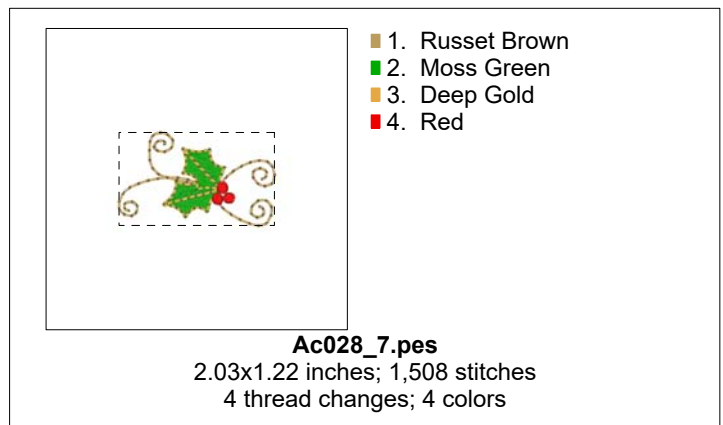 1. Russet Brown
2. Moss Green
3. Deep Gold
4. Red
Ac028_7.pes
2.03x1.22 inches; 1,508 stitches
4 thread changes; 4 colors